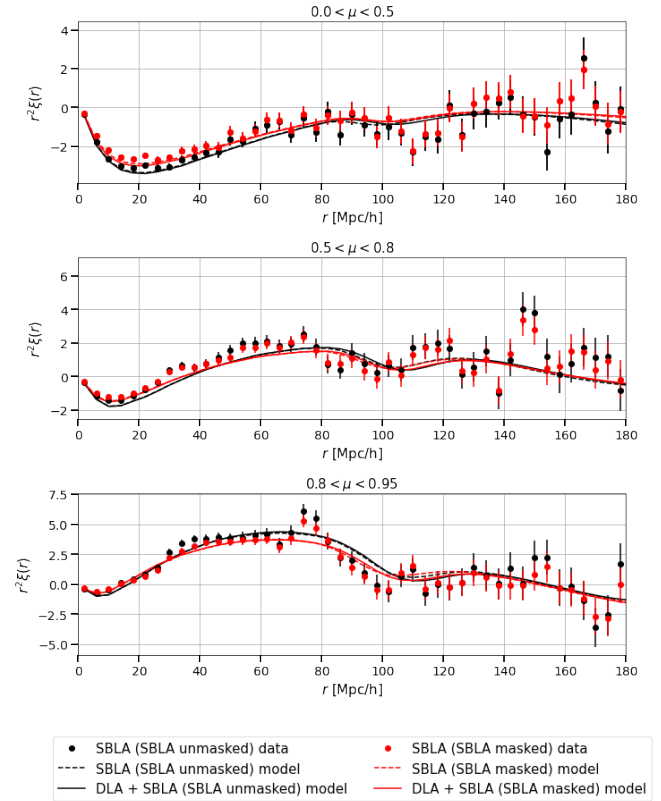 0.0 < μ < 0.5
4
2
0
−2
r²ξ(r)
0 20 40 60 80 100 120 140 160 180
r [Mpc/h]
0.5 < μ < 0.8
6
4
2
0
−2
r²ξ(r)
0 20 40 60 80 100 120 140 160 180
r [Mpc/h]
0.8 < μ < 0.95
7.5
5.0
2.5
0.0
−2.5
−5.0
r²ξ(r)
0 20 40 60 80 100 120 140 160 180
r [Mpc/h]
SBLA (SBLA unmasked) data
SBLA (SBLA unmasked) model
DLA + SBLA (SBLA unmasked) model
SBLA (SBLA masked) data
SBLA (SBLA masked) model
DLA + SBLA (SBLA masked) model